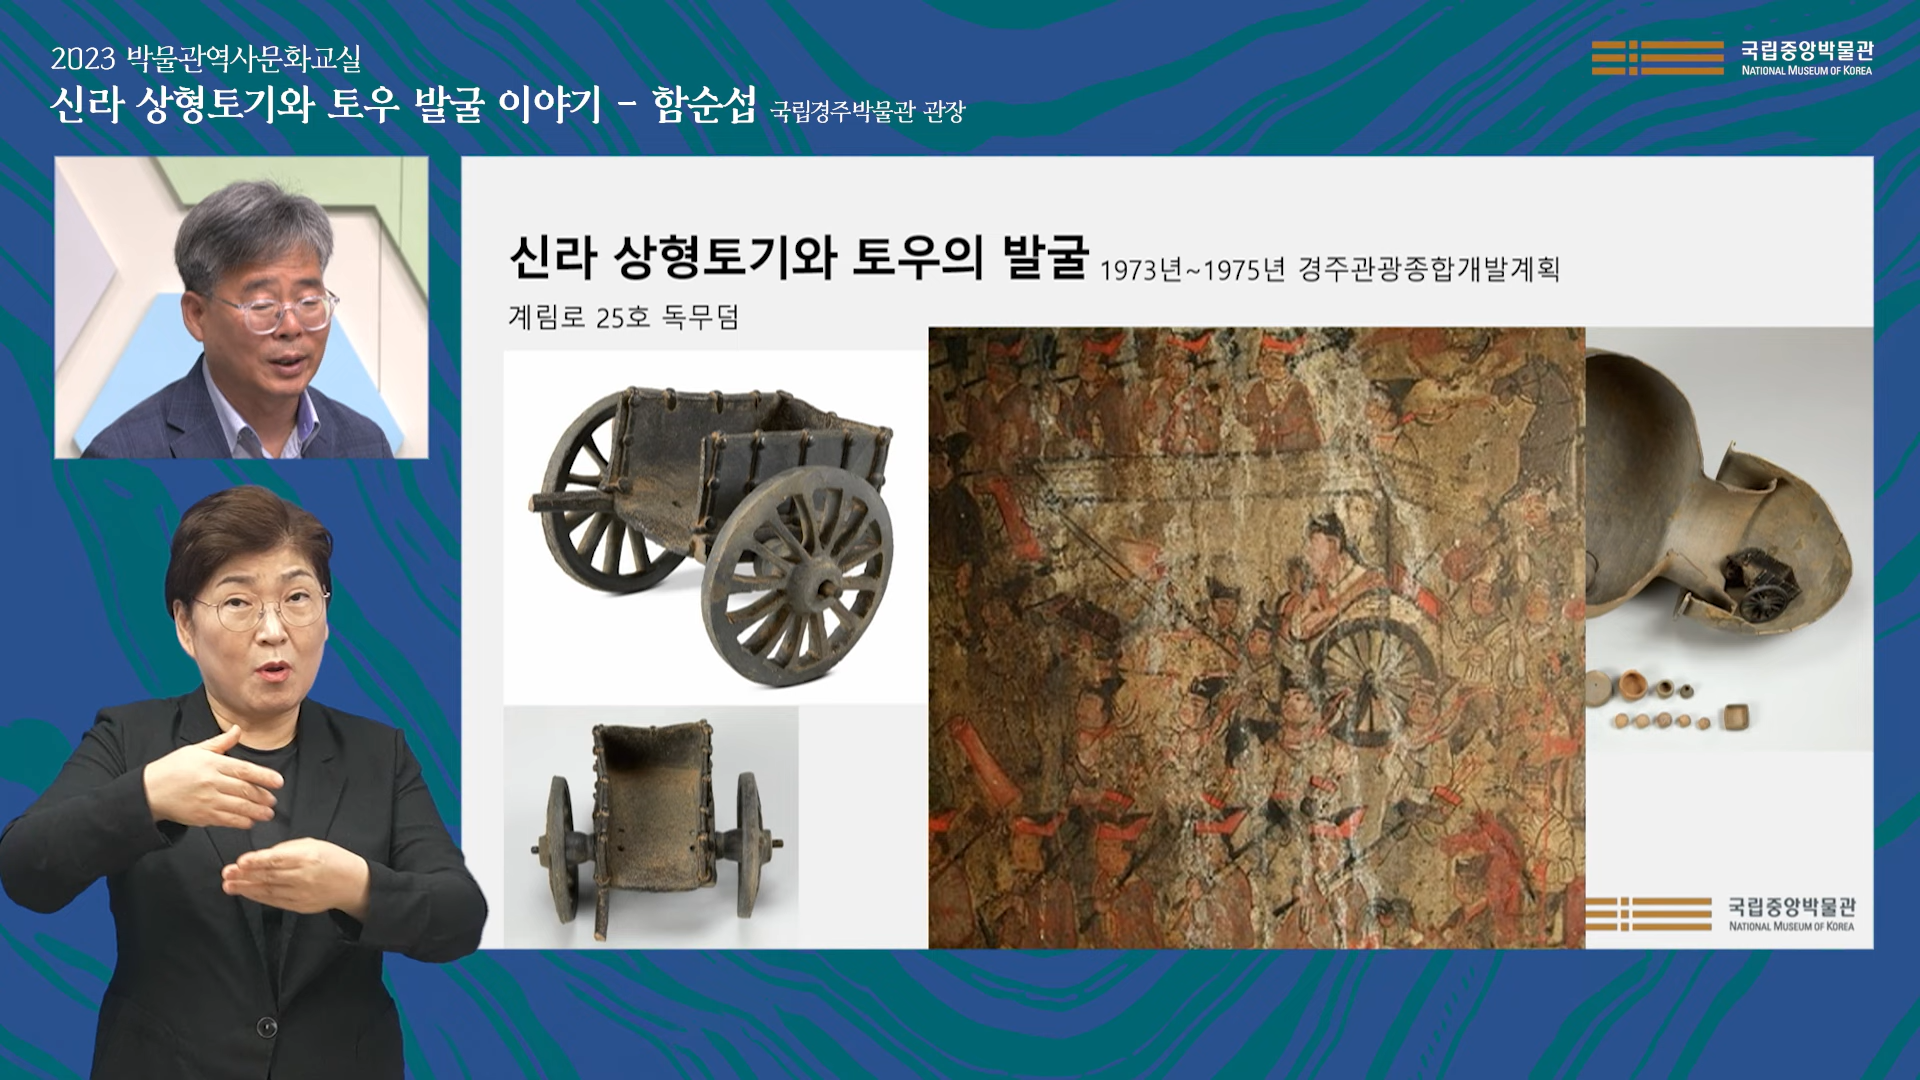 2023 박물관역사문화교실
신라 상형토기와 토우 발굴 이야기 - 함순섭 국립경주박물관 관장
국립중앙박물관
NATIONAL MUSEUM OF KOREA
신라 상형토기와 토우의 발굴 1973년~1975년 경주관광종합개발계획
계림로 25호 독무덤
국립중앙박물관
NATIONAL MUSEUM OF KOREA